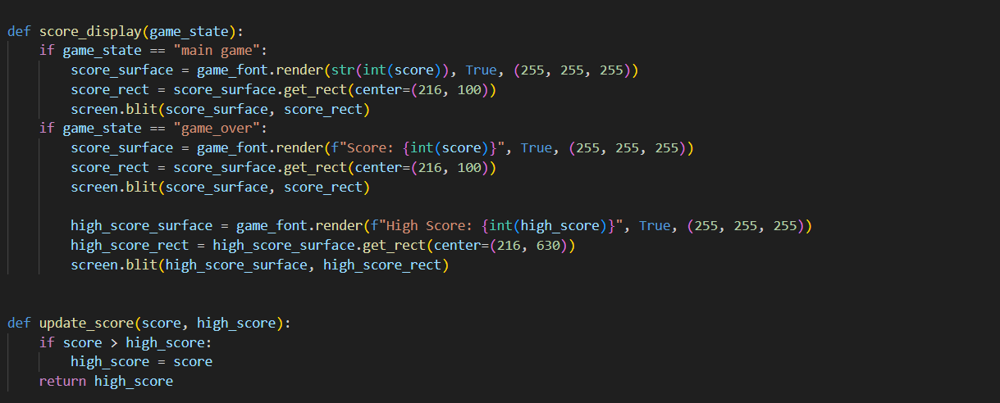 def score_display(game_state):
    if game_state == "main game":
        score_surface = game_font.render(str(int(score)), True, (255, 255, 255))
        score_rect = score_surface.get_rect(center=(216, 100))
        screen.blit(score_surface, score_rect)
    if game_state == "game_over":
        score_surface = game_font.render(f"Score: {int(score)}", True, (255, 255, 255))
        score_rect = score_surface.get_rect(center=(216, 100))
        screen.blit(score_surface, score_rect)

        high_score_surface = game_font.render(f"High Score: {int(high_score)}", True, (255, 255, 255))
        high_score_rect = high_score_surface.get_rect(center=(216, 630))
        screen.blit(high_score_surface, high_score_rect)


def update_score(score, high_score):
    if score > high_score:
        high_score = score
    return high_score